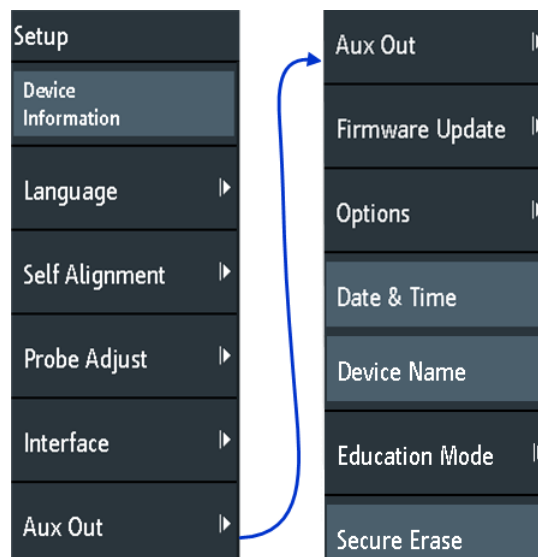 Setup
Device
Information
Language
Self Alignment
Probe Adjust
Interface
Aux Out
Aux Out
Firmware Update
Options
Date & Time
Device Name
Education Mode
Secure Erase